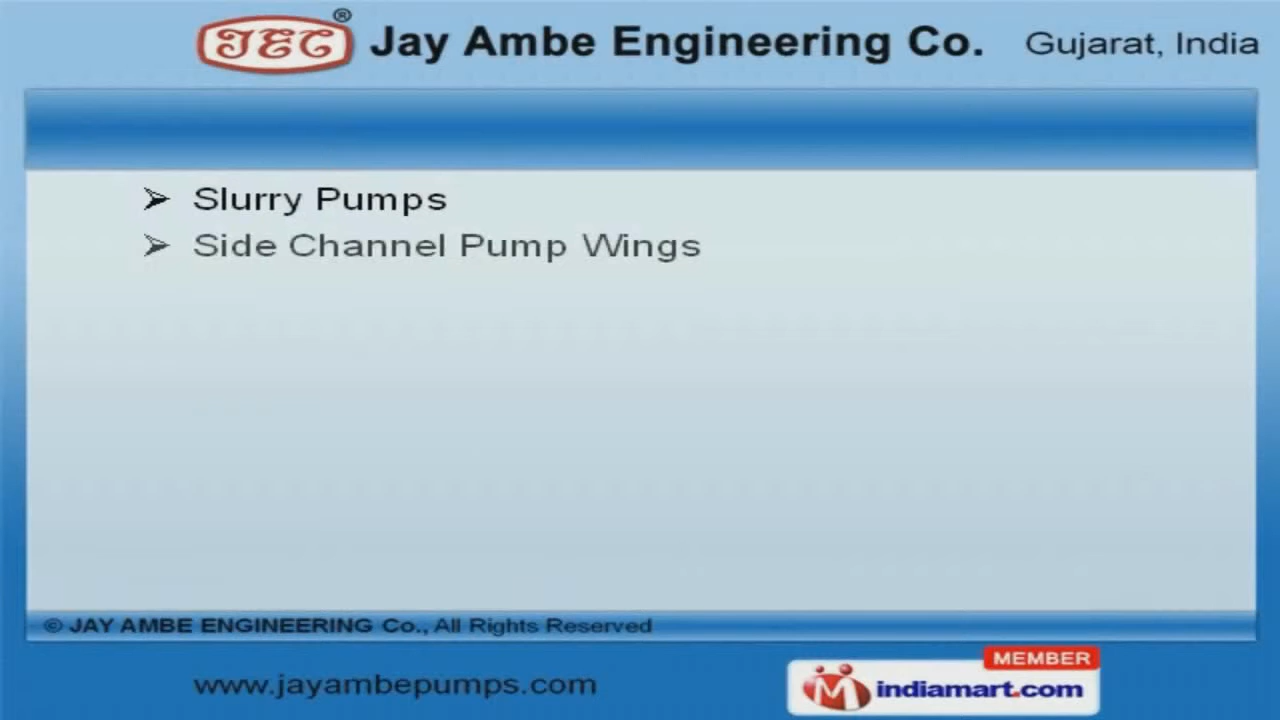 JEC®
Jay Ambe Engineering Co.
Gujarat, India
➢ Slurry Pumps
➢ Side Channel Pump Wings
© JAY AMBE ENGINEERING Co., All Rights Reserved
www.jayambepumps.com
MEMBER
indiamart.com